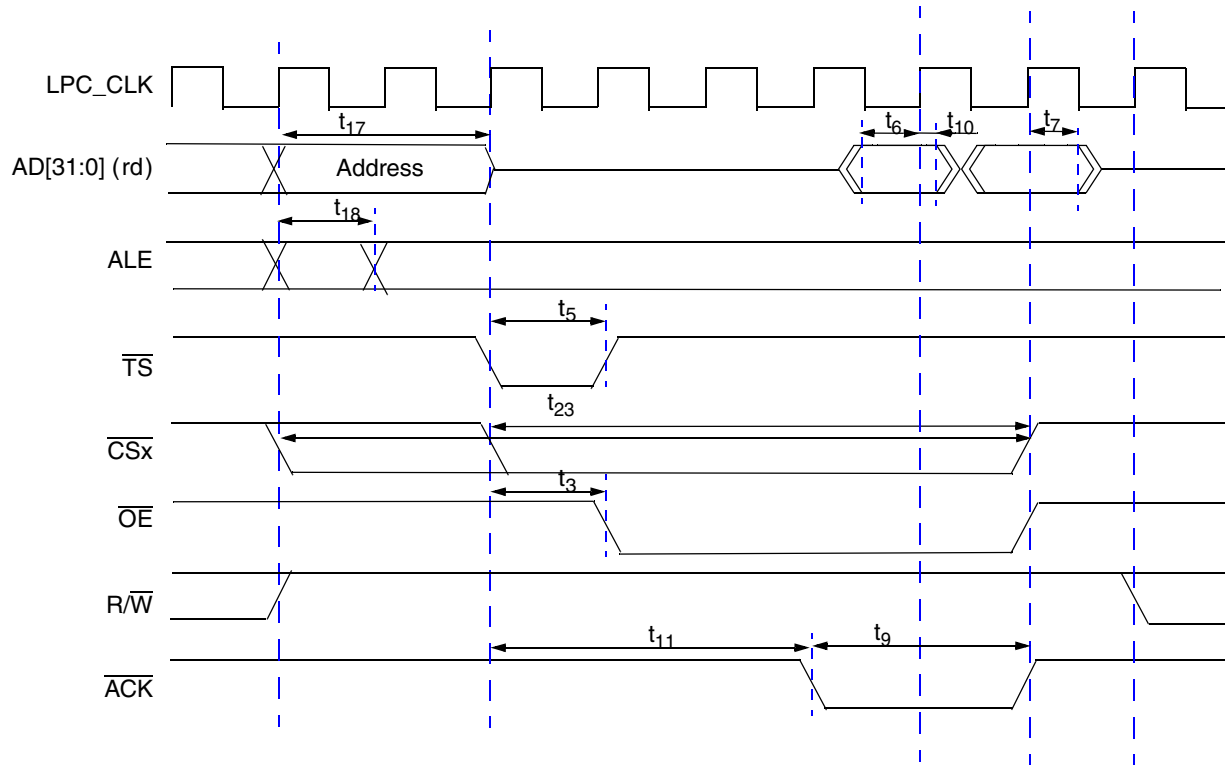 LPC_CLK
t17
t6
t10
t7
AD[31:0] (rd)
Address
t18
ALE
t5
TS
t23
CSx
t3
OE
R/W
t11
t9
ACK